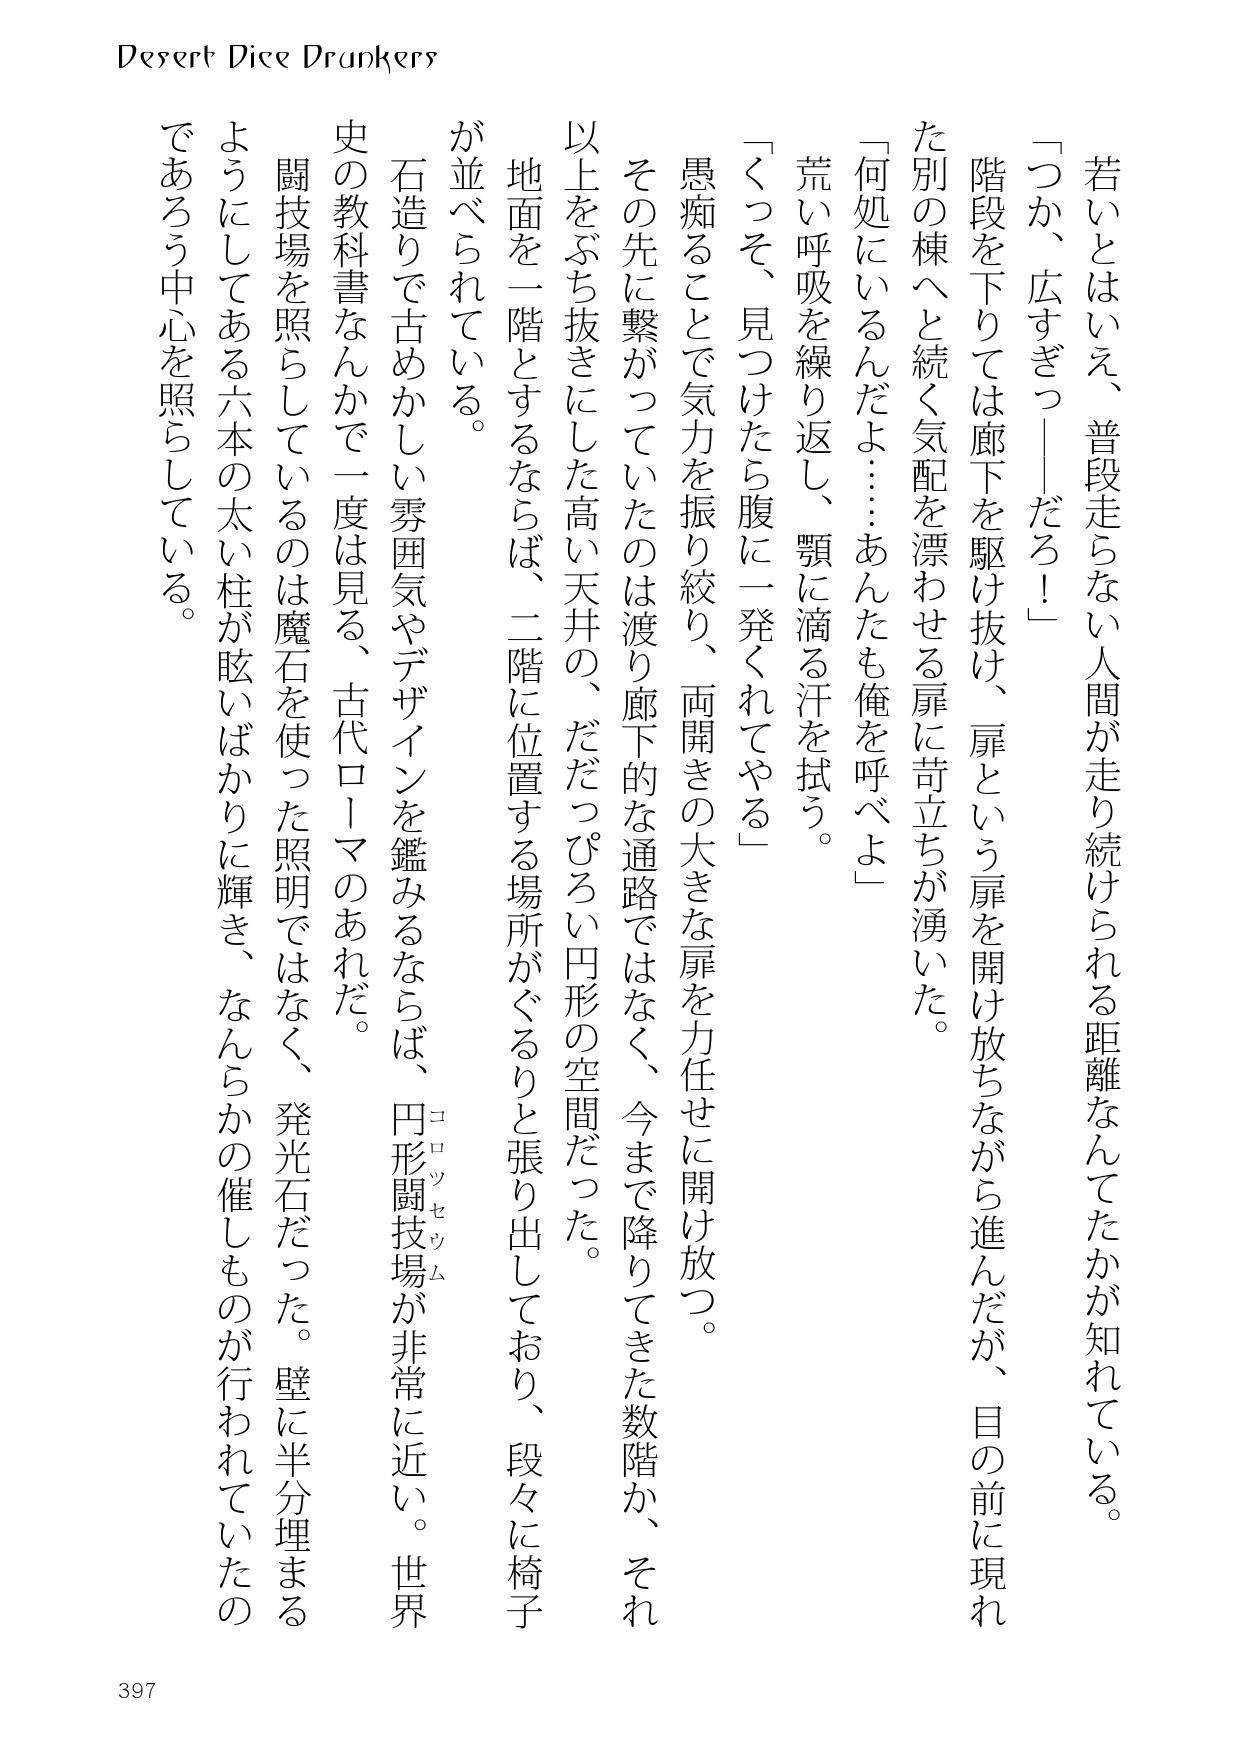 Desert Dice Drunkers
若いとはいえ、普段走らない人間が走り続けられる距離なんてたかが知れている。
「つか、広すぎっ――だろ！」
階段を下りては廊下を駆け抜け、扉という扉を開け放ちながら進んだが、目の前に現れ
た別の棟へと続く気配を漂わせる扉に苛立ちが湧いた。
「何処にいるんだよ……あんたも俺を呼べよ」
荒い呼吸を繰り返し、顎に滴る汗を拭う。
「くっそ、見つけたら腹に一発くれてやる」
愚痴ることで気力を振り絞り、両開きの大きな扉を力任せに開け放つ。
その先に繋がっていたのは渡り廊下的な通路ではなく、今まで降りてきた数階か、それ
以上をぶち抜きにした高い天井の、だだっぴろい円形の空間だった。
地面を一階とするならば、二階に位置する場所がぐるりと張り出しており、段々に椅子
が並べられている。
石造りで古めかしい雰囲気やデザインを鑑みるならば、円形闘技場が非常に近い。世界
コロッセウム
史の教科書なんかで一度は見る、古代ローマのあれだ。
闘技場を照らしているのは魔石を使った照明ではなく、発光石だった。壁に半分埋まる
ようにしてある六本の太い柱が眩いばかりに輝き、なんらかの催しものが行われていたの
であろう中心を照らしている。
397